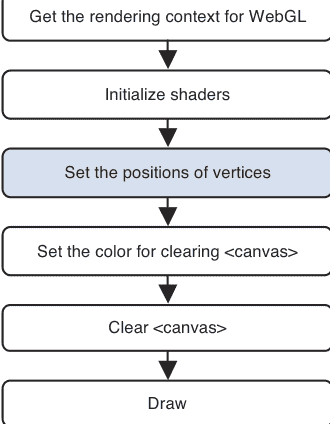 Get the rendering context for WebGL
Initialize shaders
Set the positions of vertices
Set the color for clearing <canvas>
Clear <canvas>
Draw